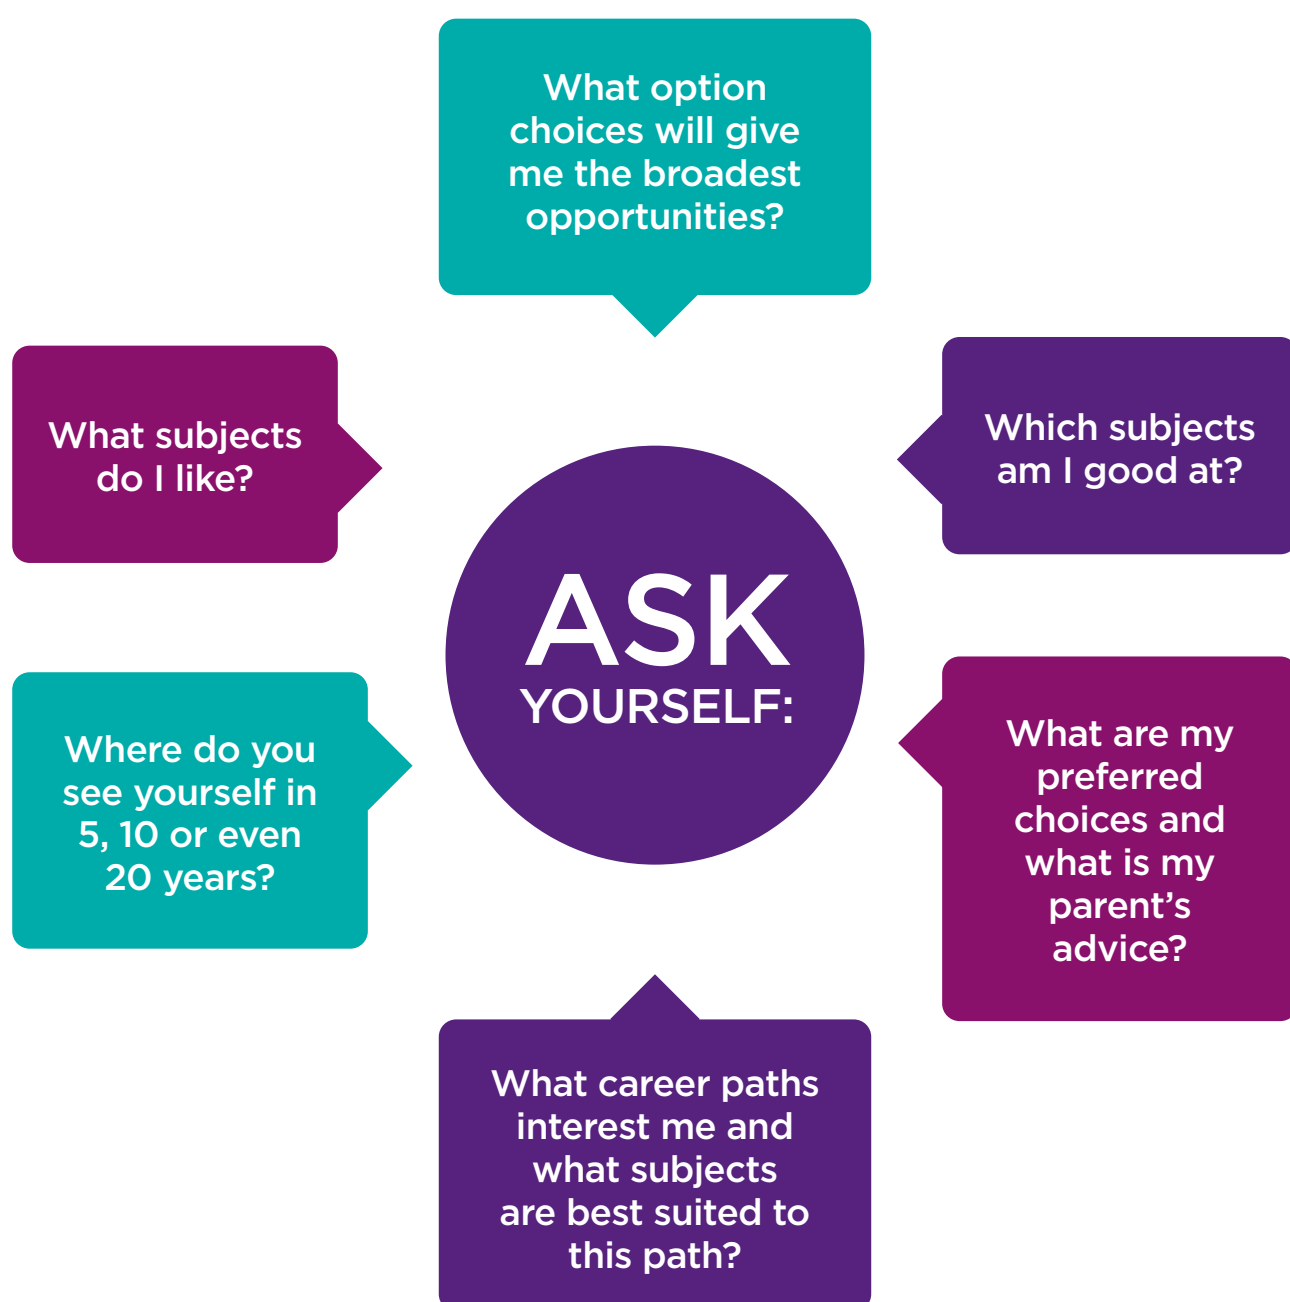 What option
choices will give
me the broadest
opportunities?
What subjects
do I like?
Which subjects
am I good at?
ASK
YOURSELF:
Where do you
see yourself in
5, 10 or even
20 years?
What are my
preferred
choices and
what is my
parent’s
advice?
What career paths
interest me and
what subjects
are best suited to
this path?